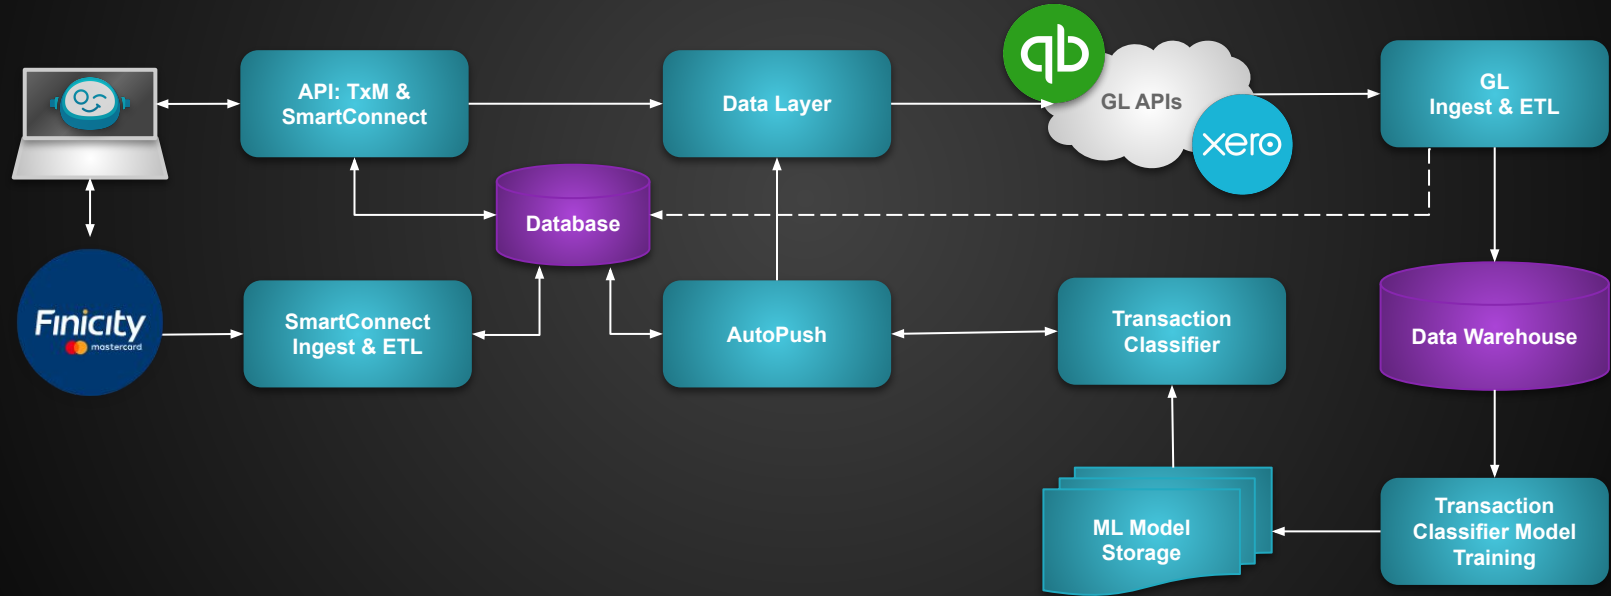 API: TxM &
SmartConnect
Data Layer
qb
GL APIs
xero
GL
Ingest & ETL
Database
Finicity
mastercard
SmartConnect
Ingest & ETL
AutoPush
Transaction
Classifier
Data Warehouse
ML Model
Storage
Transaction
Classifier Model
Training